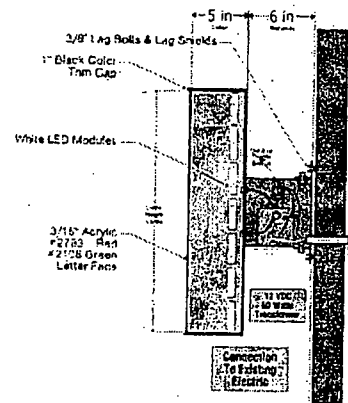 5 in
6 in
3/8" Lag Bolts & Lag Shields
1" Black Color
Trim Cap
White LED Modules
3/16" Acrylic
#2793 Red
#2108 Green
Letter Face
12 VDC
60 Watts
Transformer
Connection
To Existing
Electric